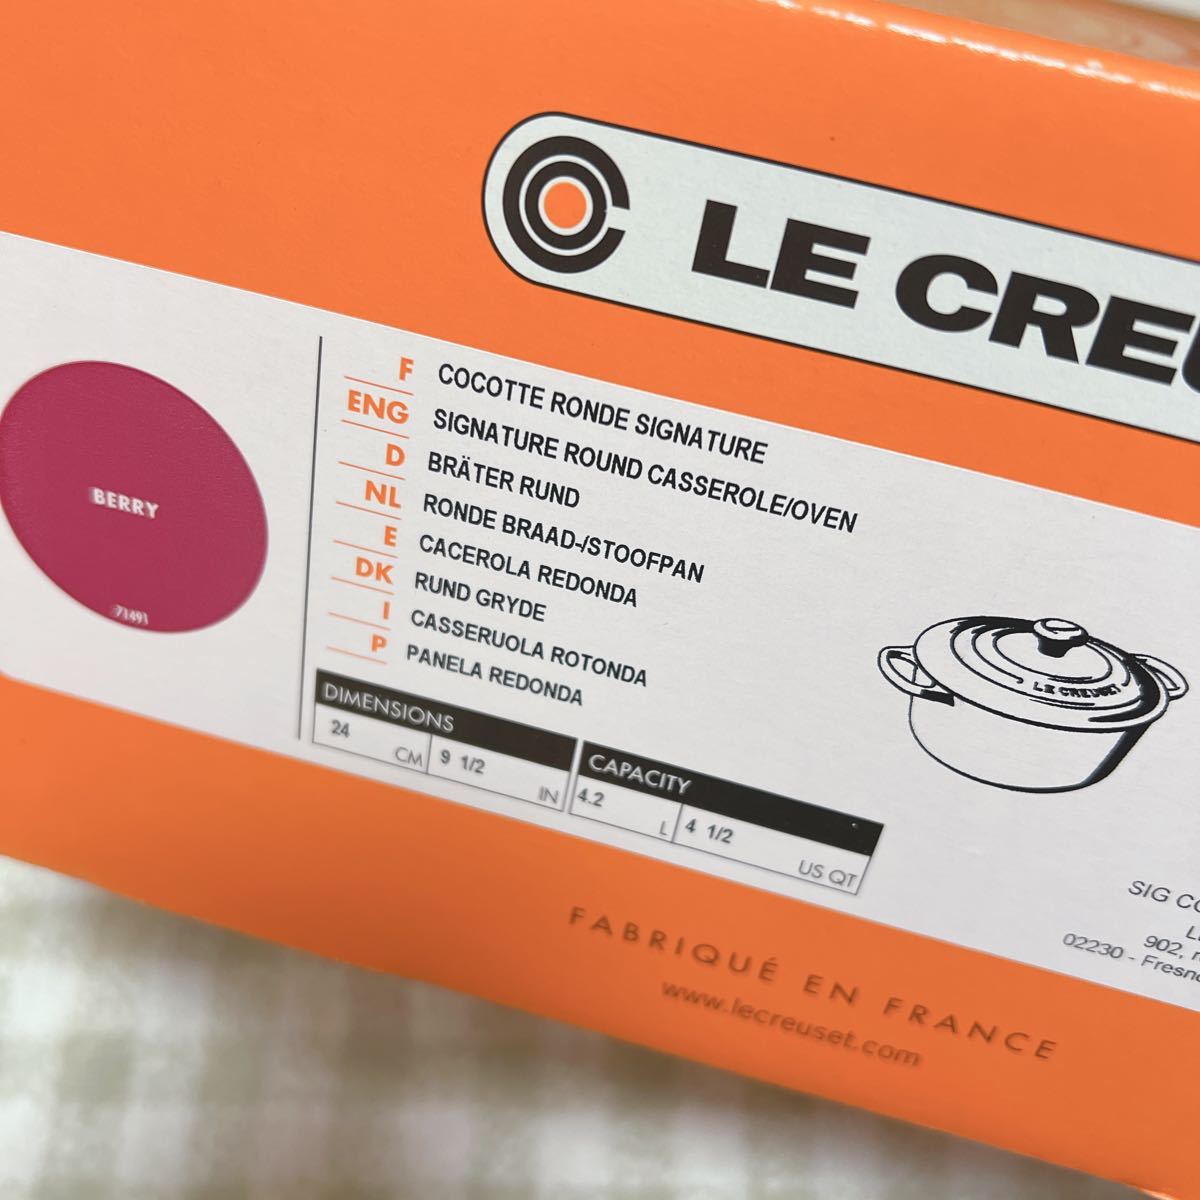 LE CREU
BERRY
71491
F COCOTTE RONDE SIGNATURE
ENG SIGNATURE ROUND CASSEROLE/OVEN
D BRÄTER RUND
NL RONDE BRAAD-/STOOFPAN
E CACEROLA REDONDA
DK RUND GRYDE
I CASSERUOLA ROTONDA
P PANELA REDONDA
DIMENSIONS
24 CM 9 1/2 IN
CAPACITY
4.2 L 4 1/2 US QT
LE CREUSET
SIG CO
L
902, r
02230 - Fresn
FABRIQUÉ EN FRANCE
www.lecreuset.com